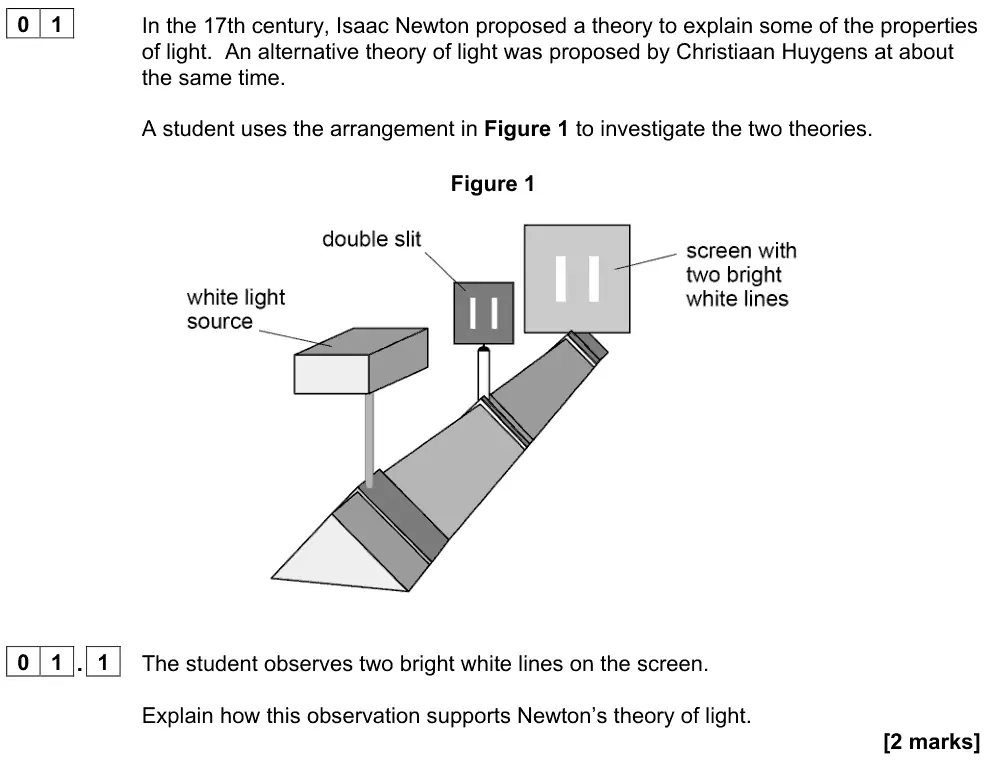 0 1 In the 17th century, Isaac Newton proposed a theory to explain some of the properties
of light. An alternative theory of light was proposed by Christiaan Huygens at about
the same time.
A student uses the arrangement in Figure 1 to investigate the two theories.
Figure 1
double slit
screen with
two bright
white lines
white light
source
0 1 . 1 The student observes two bright white lines on the screen.
Explain how this observation supports Newton’s theory of light.
[2 marks]